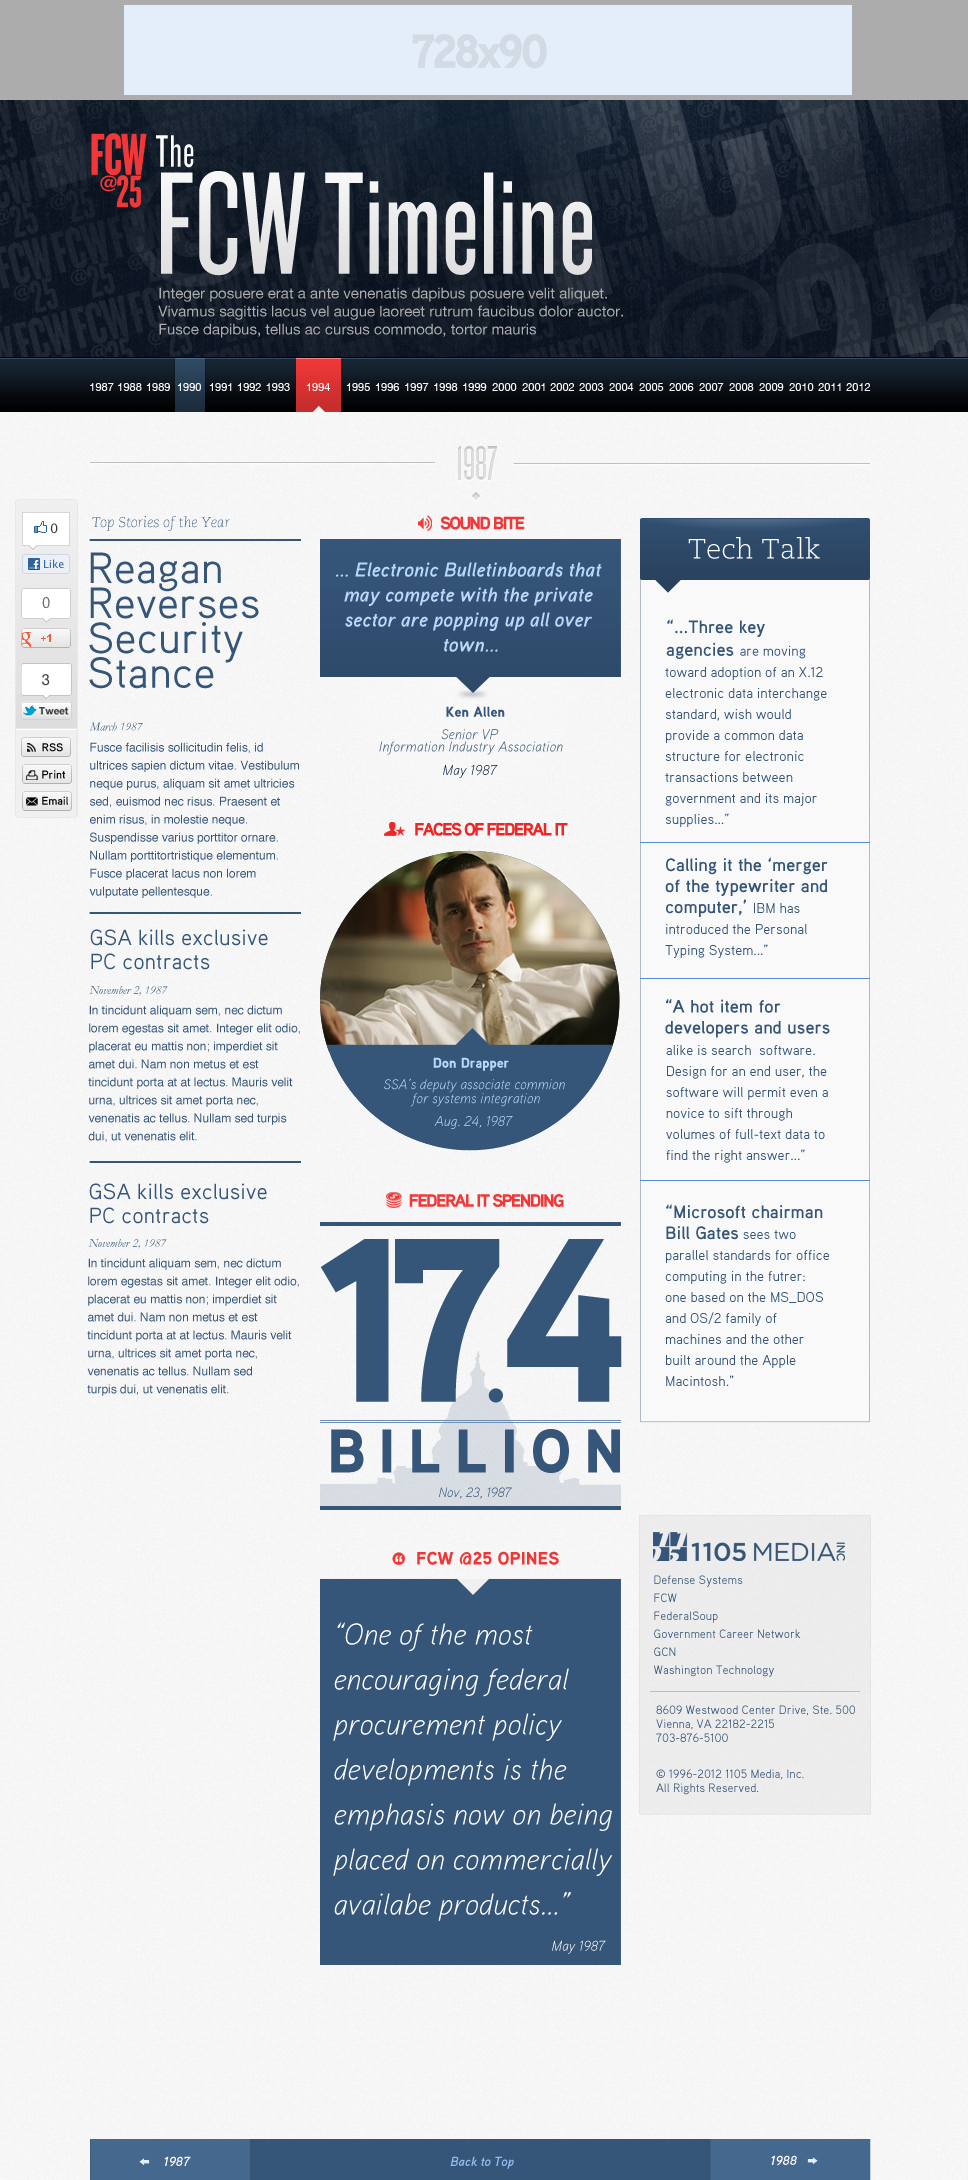 728x90
FCW
@
25
The
FCW Timeline
Integer posuere erat a ante venenatis dapibus posuere velit aliquet.
Vivamus sagittis lacus vel augue laoreet rutrum faucibus dolor auctor.
Fusce dapibus, tellus ac cursus commodo, tortor mauris
1987 1988 1989 1990 1991 1992 1993 1994 1995 1996 1997 1998 1999 2000 2001 2002 2003 2004 2005 2006 2007 2008 2009 2010 2011 2012
1987
0
Like
0
+1
3
Tweet
RSS
Print
Email
Top Stories of the Year
Reagan
Reverses
Security
Stance
March 1987
Fusce facilisis sollicitudin felis, id
ultrices sapien dictum vitae. Vestibulum
neque purus, aliquam sit amet ultricies
sed, euismod nec risus. Praesent et
enim risus, in molestie neque.
Suspendisse varius porttitor ornare.
Nullam porttitortristique elementum.
Fusce placerat lacus non lorem
vulputate pellentesque.
GSA kills exclusive
PC contracts
November 2, 1987
In tincidunt aliquam sem, nec dictum
lorem egestas sit amet. Integer elit odio,
placerat eu mattis non; imperdiet sit
amet dui. Nam non metus et est
tincidunt porta at at lectus. Mauris velit
urna, ultrices sit amet porta nec,
venenatis ac tellus. Nullam sed turpis
dui, ut venenatis elit.
GSA kills exclusive
PC contracts
November 2, 1987
In tincidunt aliquam sem, nec dictum
lorem egestas sit amet. Integer elit odio,
placerat eu mattis non; imperdiet sit
amet dui. Nam non metus et est
tincidunt porta at at lectus. Mauris velit
urna, ultrices sit amet porta nec,
venenatis ac tellus. Nullam sed
turpis dui, ut venenatis elit.
SOUND BITE
... Electronic Bulletinboards that
may compete with the private
sector are popping up all over
town...
Ken Allen
Senior VP
Information Industry Association
May 1987
FACES OF FEDERAL IT
Don Drapper
SSA's deputy associate commion
for systems integration
Aug. 24, 1987
FEDERAL IT SPENDING
17.4
BILLION
Nov, 23, 1987
FCW @25 OPINES
“One of the most
encouraging federal
procurement policy
developments is the
emphasis now on being
placed on commercially
availabe products...”
May 1987
Tech Talk
“...Three key
agencies are moving
toward adoption of an X.12
electronic data interchange
standard, wish would
provide a common data
structure for electronic
transactions between
government and its major
supplies...”
Calling it the ‘merger
of the typewriter and
computer,’ IBM has
introduced the Personal
Typing System...”
“A hot item for
developers and users
alike is search software.
Design for an end user, the
software will permit even a
novice to sift through
volumes of full-text data to
find the right answer...”
“Microsoft chairman
Bill Gates sees two
parallel standards for office
computing in the futrer:
one based on the MS_DOS
and OS/2 family of
machines and the other
built around the Apple
Macintosh.”
1105 MEDIA INC
Defense Systems
FCW
FederalSoup
Government Career Network
GCN
Washington Technology
8609 Westwood Center Drive, Ste. 500
Vienna, VA 22182-2215
703-876-5100
© 1996-2012 1105 Media, Inc.
All Rights Reserved.
1987
Back to Top
1988